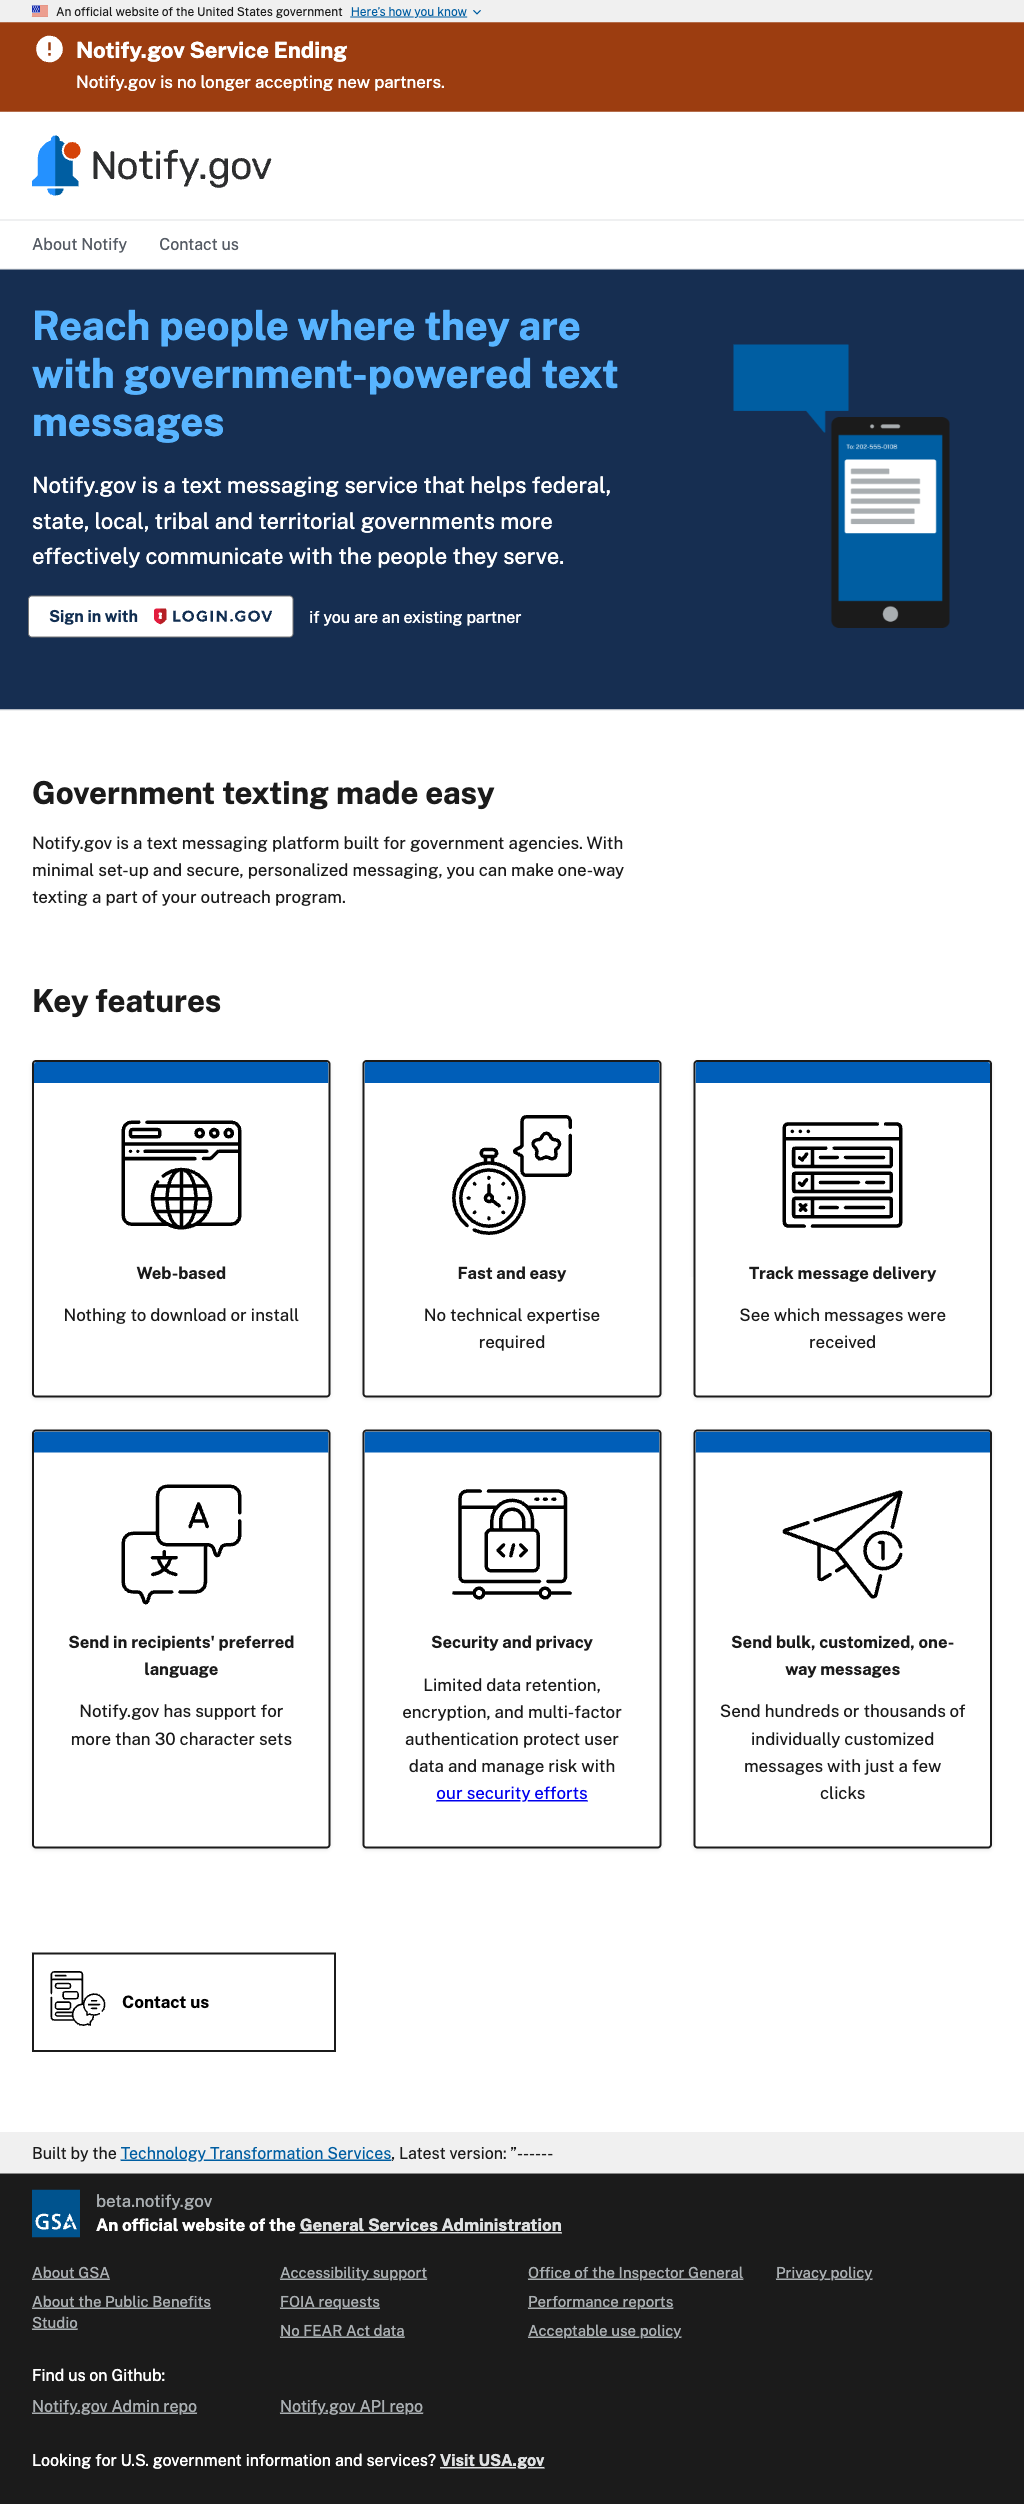 An official website of the United States government Here's how you know
Notify.gov Service Ending
Notify.gov is no longer accepting new partners.
Notify.gov
About Notify Contact us
Reach people where they are
with government-powered text
messages
Notify.gov is a text messaging service that helps federal,
state, local, tribal and territorial governments more
effectively communicate with the people they serve.
Sign in with LOGIN.GOV if you are an existing partner
To: 202-555-0108
Government texting made easy
Notify.gov is a text messaging platform built for government agencies. With
minimal set-up and secure, personalized messaging, you can make one-way
texting a part of your outreach program.
Key features
Web-based
Nothing to download or install
Fast and easy
No technical expertise
required
Track message delivery
See which messages were
received
A
文
Send in recipients' preferred
language
Notify.gov has support for
more than 30 character sets
</>
Security and privacy
Limited data retention,
encryption, and multi-factor
authentication protect user
data and manage risk with
our security efforts
1
Send bulk, customized, one-
way messages
Send hundreds or thousands of
individually customized
messages with just a few
clicks
Contact us
Built by the Technology Transformation Services, Latest version: ”------
GSA
beta.notify.gov
An official website of the General Services Administration
About GSA
About the Public Benefits
Studio
Accessibility support
FOIA requests
No FEAR Act data
Office of the Inspector General
Performance reports
Acceptable use policy
Privacy policy
Find us on Github:
Notify.gov Admin repo Notify.gov API repo
Looking for U.S. government information and services? Visit USA.gov